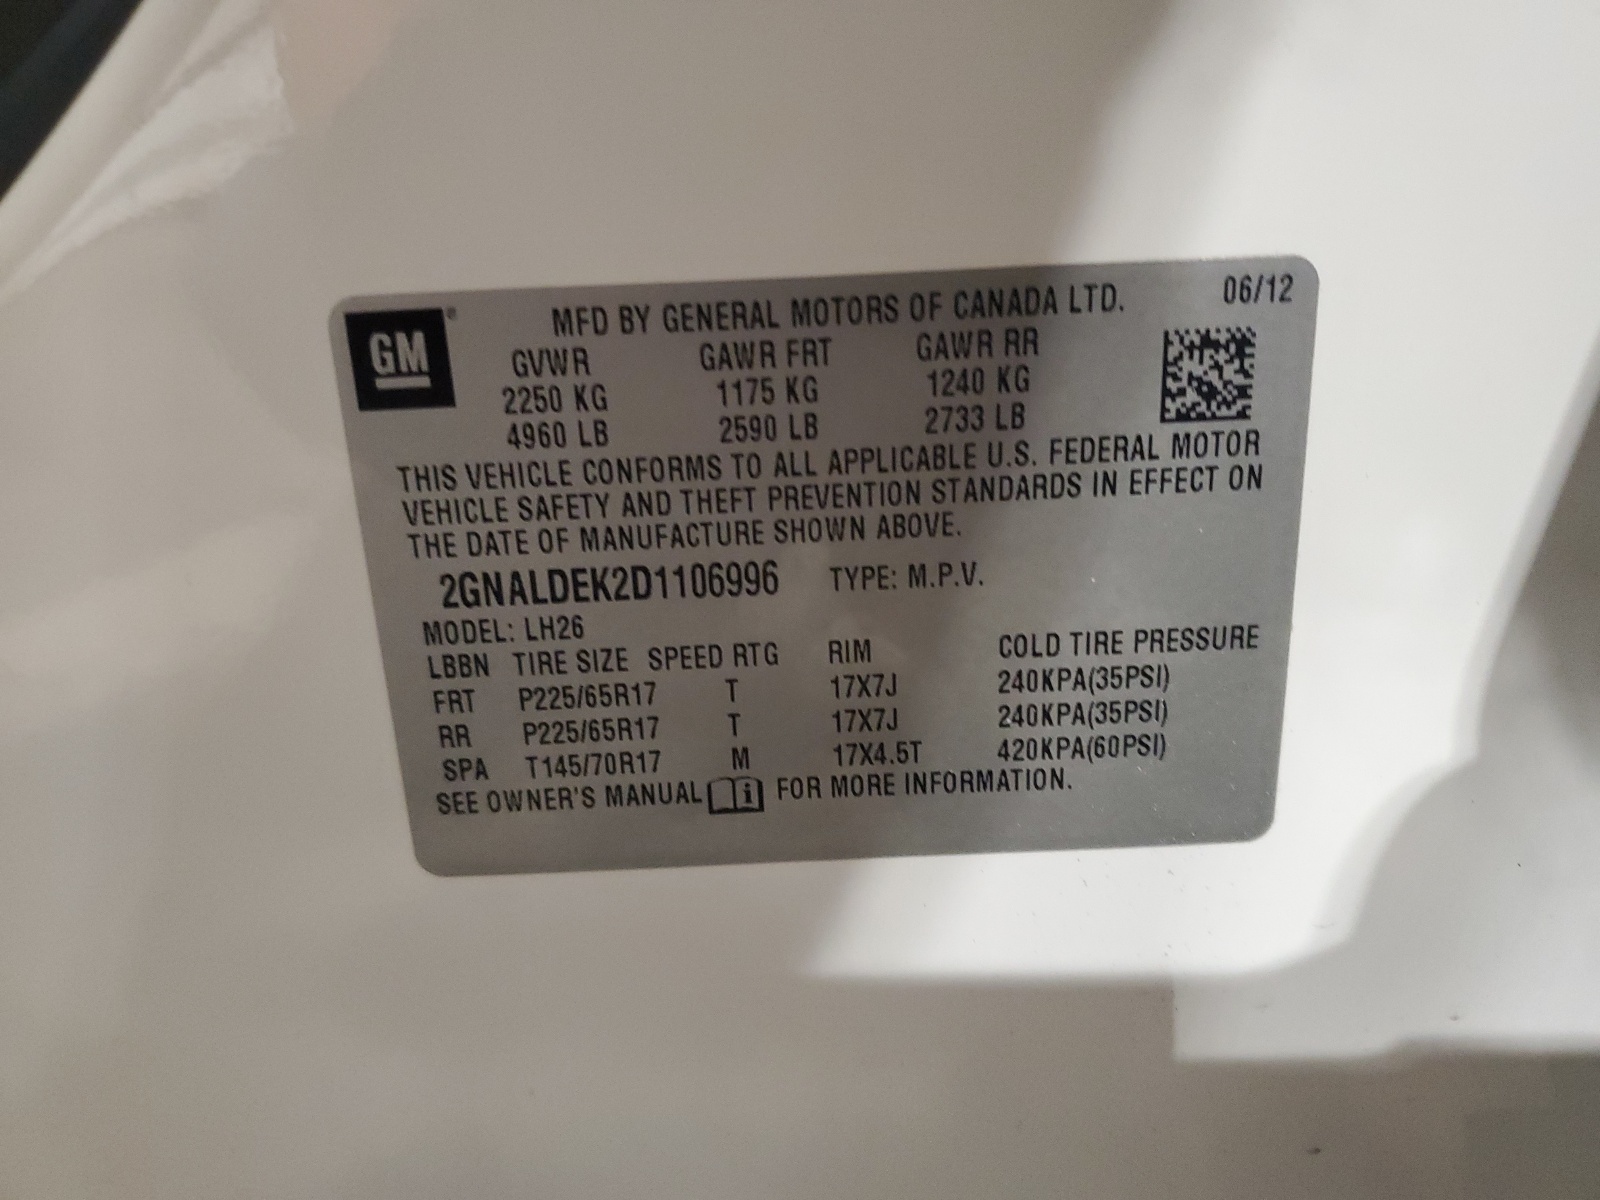 GM®
MFD BY GENERAL MOTORS OF CANADA LTD. 06/12
GVWR GAWR FRT GAWR RR
2250 KG 1175 KG 1240 KG
4960 LB 2590 LB 2733 LB
THIS VEHICLE CONFORMS TO ALL APPLICABLE U.S. FEDERAL MOTOR
VEHICLE SAFETY AND THEFT PREVENTION STANDARDS IN EFFECT ON
THE DATE OF MANUFACTURE SHOWN ABOVE.
2GNALDEK2D1106996 TYPE: M.P.V.
MODEL: LH26
LBBN TIRE SIZE SPEED RTG RIM COLD TIRE PRESSURE
FRT P225/65R17 T 17X7J 240KPA(35PSI)
RR P225/65R17 T 17X7J 240KPA(35PSI)
SPA T145/70R17 M 17X4.5T 420KPA(60PSI)
SEE OWNER'S MANUAL i FOR MORE INFORMATION.